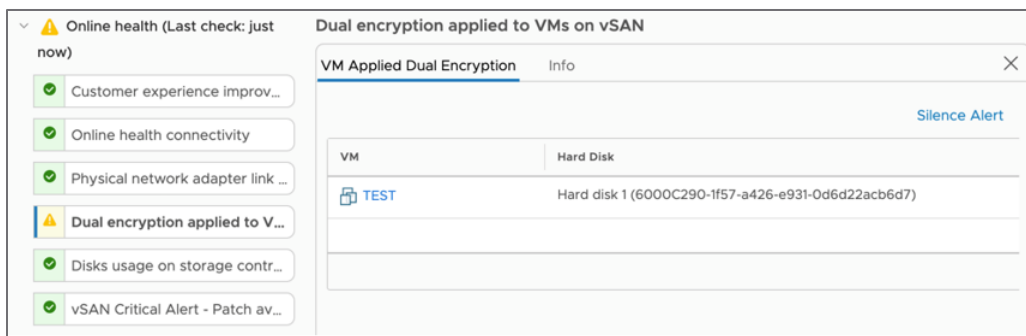 Online health (Last check: just
now)
Customer experience improv...
Online health connectivity
Physical network adapter link ...
Dual encryption applied to V...
Disks usage on storage contr...
vSAN Critical Alert - Patch av...
Dual encryption applied to VMs on vSAN
VM Applied Dual Encryption Info
Silence Alert
VM Hard Disk
TEST Hard disk 1 (6000C290-1f57-a426-e931-0d6d22acb6d7)